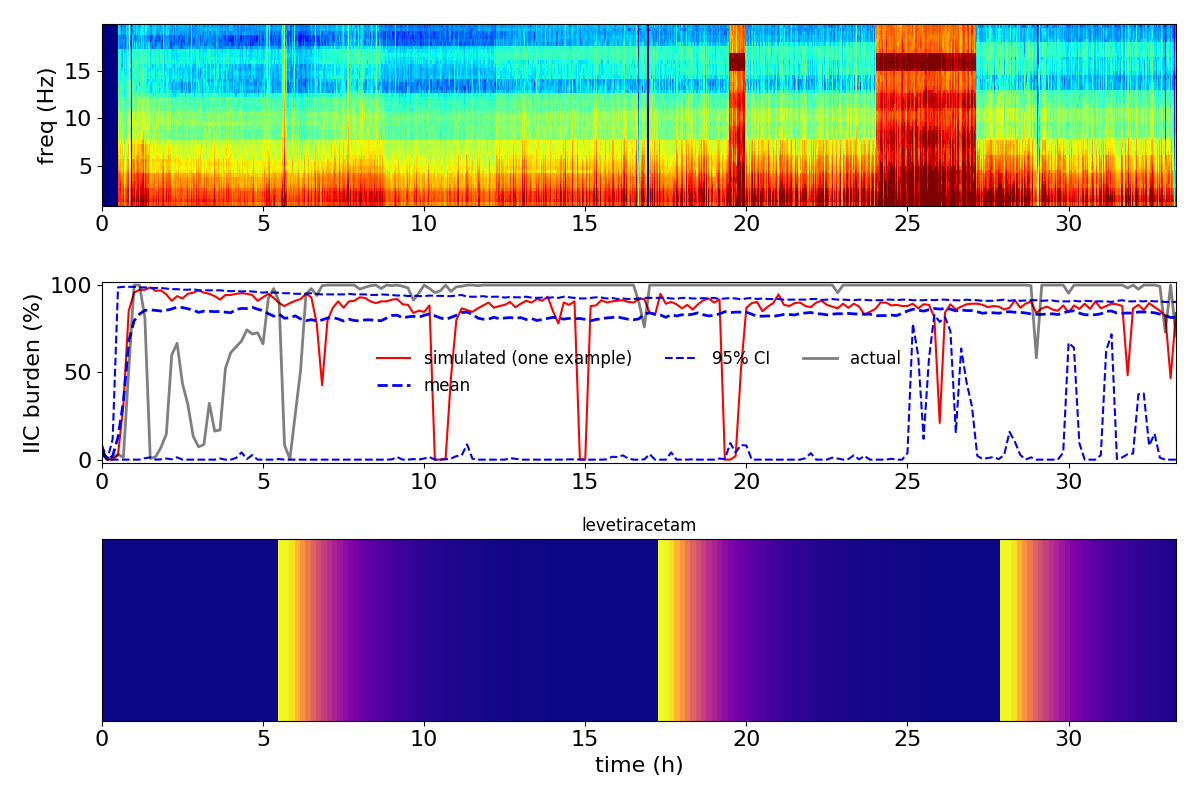 freq (Hz)
15
10
5
0 5 10 15 20 25 30
IIC burden (%)
100
50
0
simulated (one example) 95% CI actual
mean
0 5 10 15 20 25 30
levetiracetam
0 5 10 15 20 25 30
time (h)